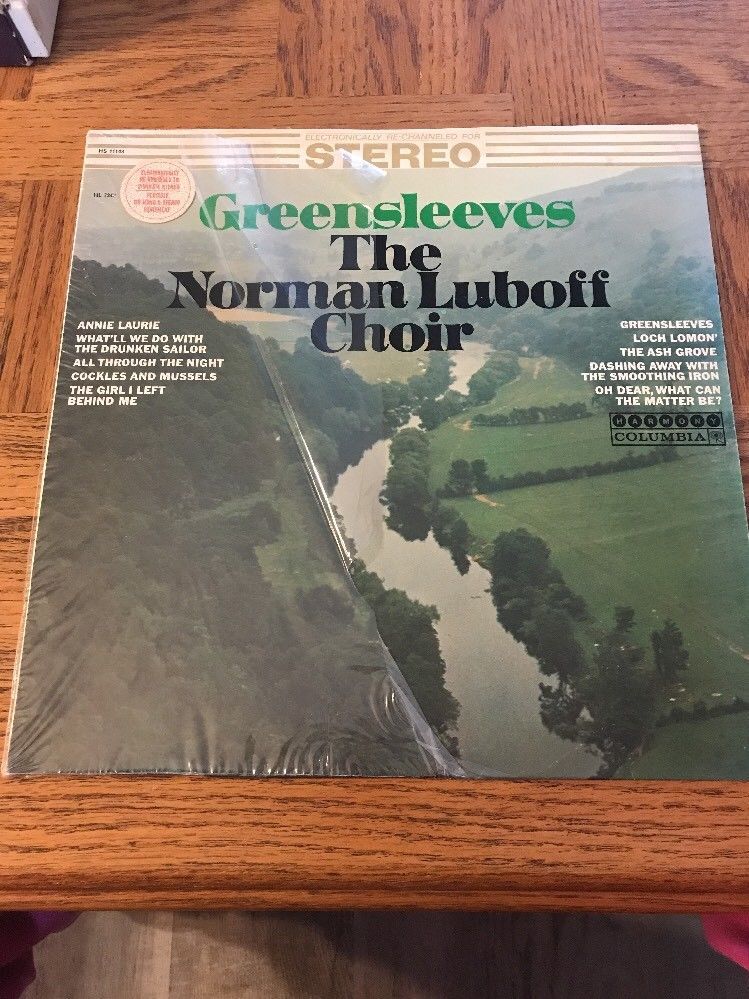 ELECTRONICALLY RE-CHANNELED FOR
STEREO
Greensleeves
The
Norman Luboff
Choir
ANNIE LAURIE
WHAT'LL WE DO WITH
THE DRUNKEN SAILOR
ALL THROUGH THE NIGHT
COCKLES AND MUSSELS
THE GIRL I LEFT
BEHIND ME
GREENSLEEVES
LOCH LOMON'
THE ASH GROVE
DASHING AWAY WITH
THE SMOOTHING IRON
OH DEAR, WHAT CAN
THE MATTER BE?
HARMONY
COLUMBIA